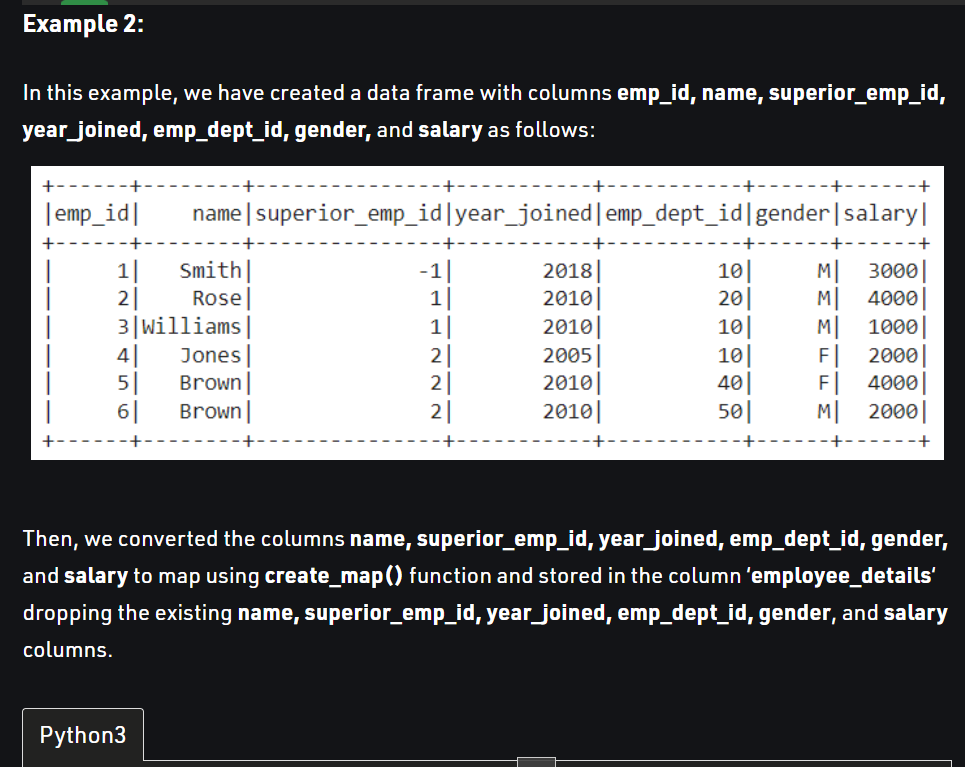 Example 2:
In this example, we have created a data frame with columns emp_id, name, superior_emp_id,
year_joined, emp_dept_id, gender, and salary as follows:
+------+--------+---------------+-----------+-----------+------+------+
|emp_id|    name|superior_emp_id|year_joined|emp_dept_id|gender|salary|
+------+--------+---------------+-----------+-----------+------+------+
|     1|   Smith|             -1|       2018|         10|     M|  3000|
|     2|    Rose|              1|       2010|         20|     M|  4000|
|     3|Williams|              1|       2010|         10|     M|  1000|
|     4|   Jones|              2|       2005|         10|     F|  2000|
|     5|   Brown|              2|       2010|         40|     F|  4000|
|     6|   Brown|              2|       2010|         50|     M|  2000|
+------+--------+---------------+-----------+-----------+------+------+
Then, we converted the columns name, superior_emp_id, year_joined, emp_dept_id, gender,
and salary to map using create_map() function and stored in the column ‘employee_details‘
dropping the existing name, superior_emp_id, year_joined, emp_dept_id, gender, and salary
columns.
Python3